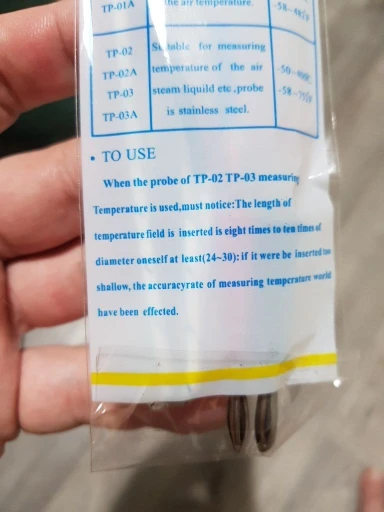 TP-01A the air temperature.
TP-02 Suitable for measuring
TP-02A temperature of the air
TP-03 steam liquild etc.,probe
TP-03A is stainless steel.
• TO USE
When the probe of TP-02 TP-03 measuring
Temperature is used,must notice:The length of
temperature field is inserted is eight times to ten times of
diameter oneself at least(24~30): if it were be inserted too
shallow, the accuracyrate of measuring temperature would
have been effected.